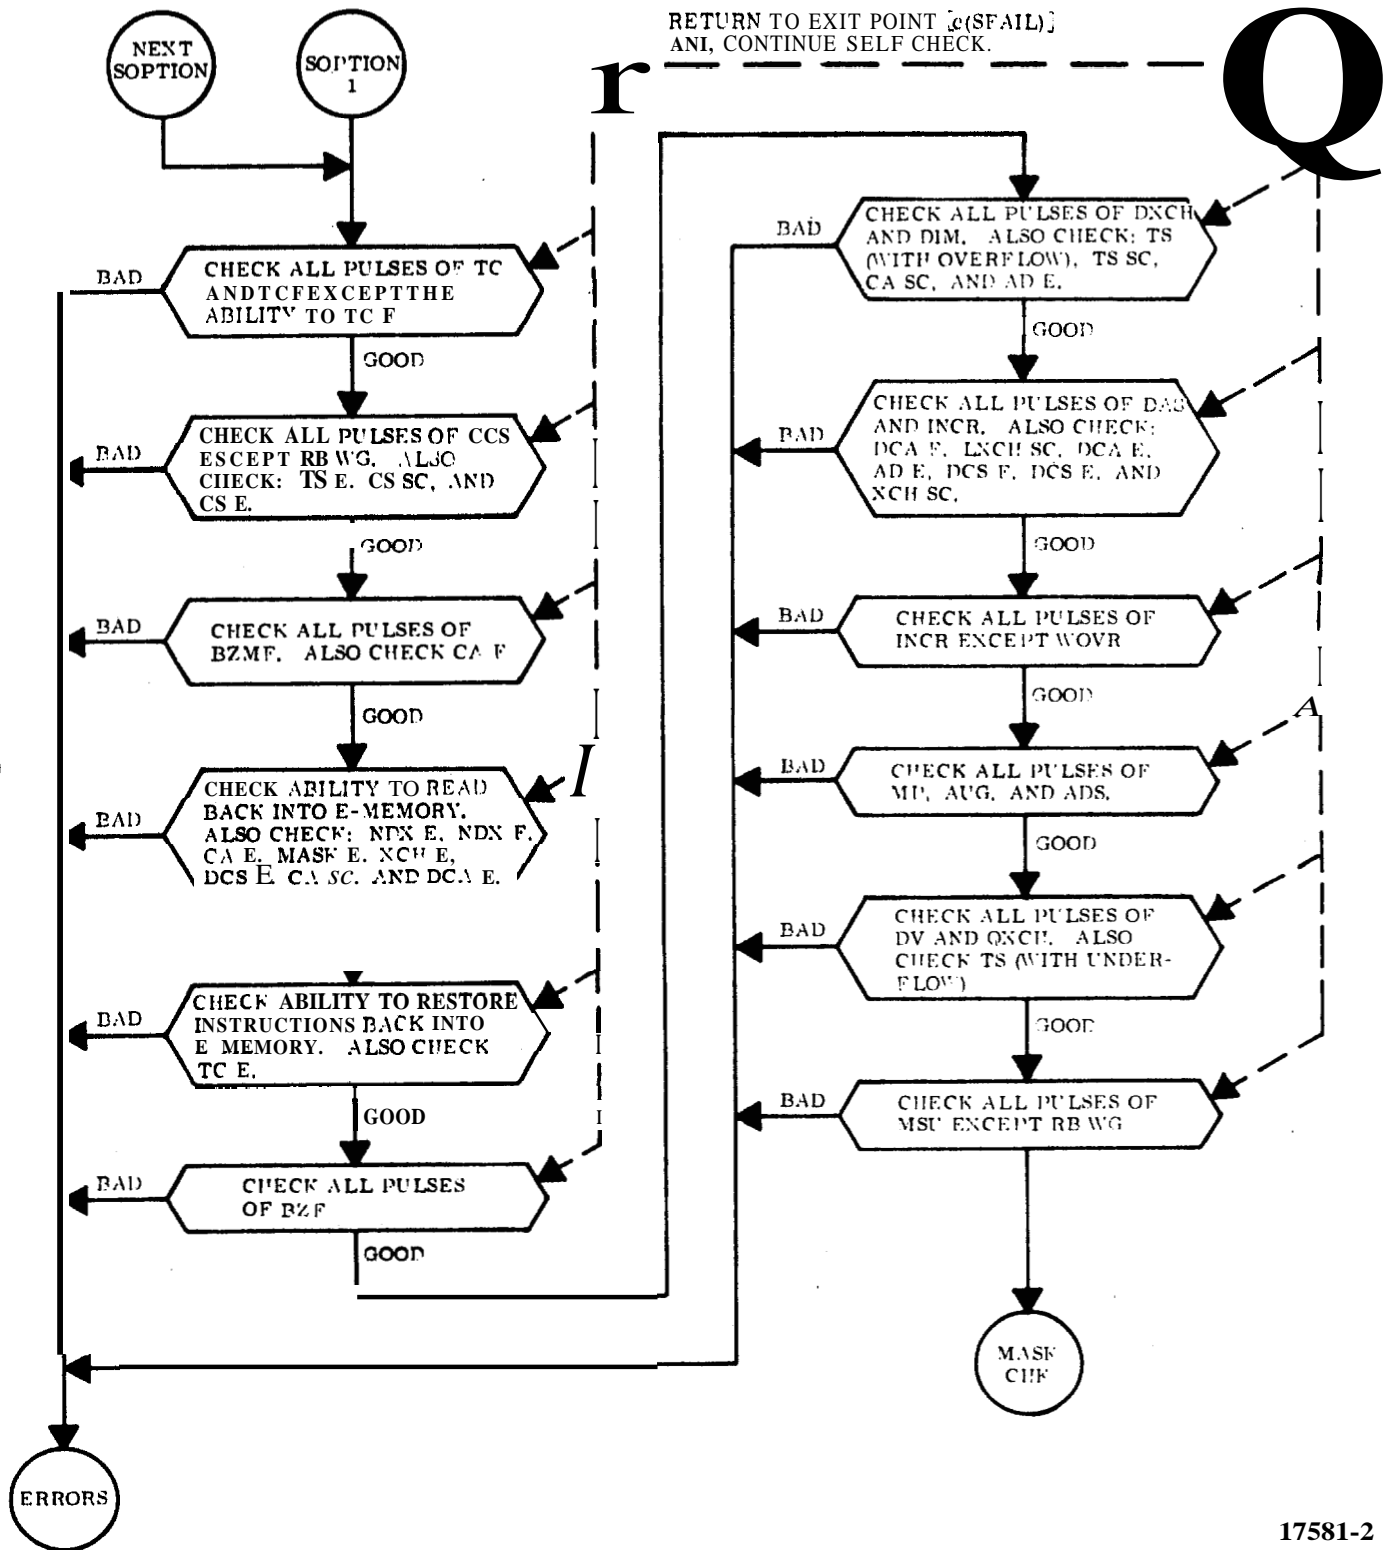 RETURN TO EXIT POINT [c(SFAIL)]
ANI, CONTINUE SELF CHECK.
r
Q
NEXT
SOPTION
SOPTION
1
BAD
CHECK ALL PULSES OF TC
ANDTCFEXCEPTTHE
ABILITY TO TC F
GOOD
BAD
CHECK ALL PULSES OF CCS
ESCEPT RB WG. ALSO
CHECK: TS E. CS SC, AND
CS E.
GOOD
BAD
CHECK ALL PULSES OF
BZMF. ALSO CHECK CA F
GOOD
I
BAD
CHECK ABILITY TO READ
BACK INTO E-MEMORY.
ALSO CHECK: NDX E. NDX F.
CA E. MASK E. XCH E,
DCS E. CA SC. AND DCA E.
BAD
CHECK ABILITY TO RESTORE
INSTRUCTIONS BACK INTO
E MEMORY. ALSO CHECK
TC E.
GOOD
BAD
CHECK ALL PULSES
OF BZF
GOOD
BAD
CHECK ALL PULSES OF DXCH
AND DIM. ALSO CHECK: TS
(WITH OVERFLOW), TS SC,
CA SC, AND AD E.
GOOD
BAD
CHECK ALL PULSES OF DAS
AND INCR. ALSO CHECK:
DCA F. LXCH SC, DCA E,
AD E, DCS F. DCS E, AND
XCH SC.
GOOD
BAD
CHECK ALL PULSES OF
INCR EXCEPT WOVR
GOOD
A
BAD
CHECK ALL PULSES OF
MP, AUG, AND ADS.
GOOD
BAD
CHECK ALL PULSES OF
DV AND QXCH. ALSO
CHECK TS (WITH UNDER-
FLOW)
GOOD
BAD
CHECK ALL PULSES OF
MSU EXCEPT RB WG
MASK
CHK
ERRORS
17581-2